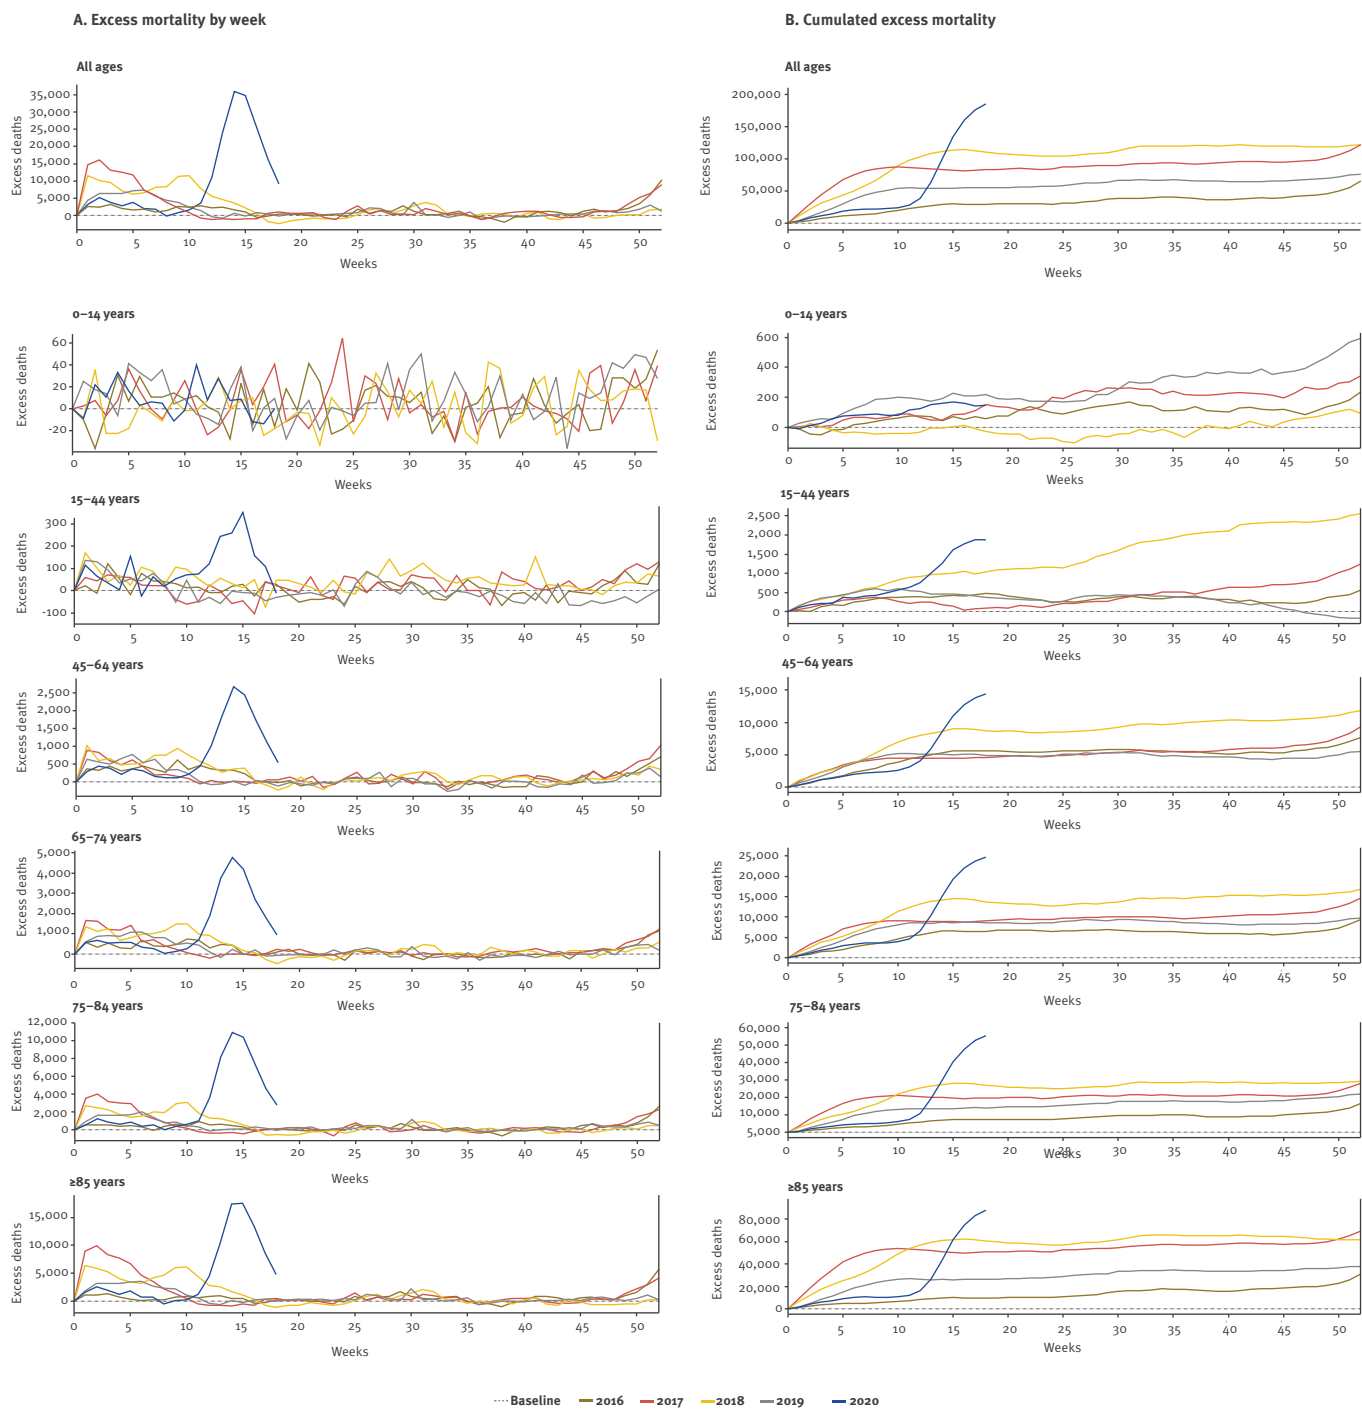 A. Excess mortality by week
All ages
Excess deaths
35,000
30,000
25,000
20,000
15,000
10,000
5,000
0
0 5 10 15 20 25 30 35 40 45 50
Weeks
0–14 years
Excess deaths
60
40
20
0
-20
0 5 10 15 20 25 30 35 40 45 50
Weeks
15–44 years
Excess deaths
300
200
100
0
-100
0 5 10 15 20 25 30 35 40 45 50
Weeks
45–64 years
Excess deaths
2,500
2,000
1,500
1,000
500
0
0 5 10 15 20 25 30 35 40 45 50
Weeks
65–74 years
Excess deaths
5,000
4,000
3,000
2,000
1,000
0
0 5 10 15 20 25 30 35 40 45 50
Weeks
75–84 years
Excess deaths
12,000
10,000
8,000
6,000
4,000
2,000
0
0 5 10 15 20 25 30 35 40 45 50
Weeks
≥85 years
Excess deaths
15,000
10,000
5,000
0
0 5 10 15 20 25 30 35 40 45 50
Weeks
B. Cumulated excess mortality
All ages
Excess deaths
200,000
150,000
100,000
50,000
0
0 5 10 15 20 25 30 35 40 45 50
Weeks
0–14 years
Excess deaths
600
400
200
0
0 5 10 15 20 25 30 35 40 45 50
Weeks
15–44 years
Excess deaths
2,500
2,000
1,500
1,000
500
0
0 5 10 15 20 25 30 35 40 45 50
Weeks
45–64 years
Excess deaths
15,000
10,000
5,000
0
0 5 10 15 20 25 30 35 40 45 50
Weeks
Excess deaths
25,000
20,000
15,000
10,000
5,000
0
0 5 10 15 20 25 30 35 40 45 50
Weeks
75–84 years
Excess deaths
60,000
50,000
40,000
30,000
20,000
10,000
5,000
0 5 10 15 20 25 30 35 40 45 50
Weeks
≥85 years
Excess deaths
80,000
60,000
40,000
20,000
0
0 5 10 15 20 25 30 35 40 45 50
Weeks
Baseline 2016 2017 2018 2019 2020